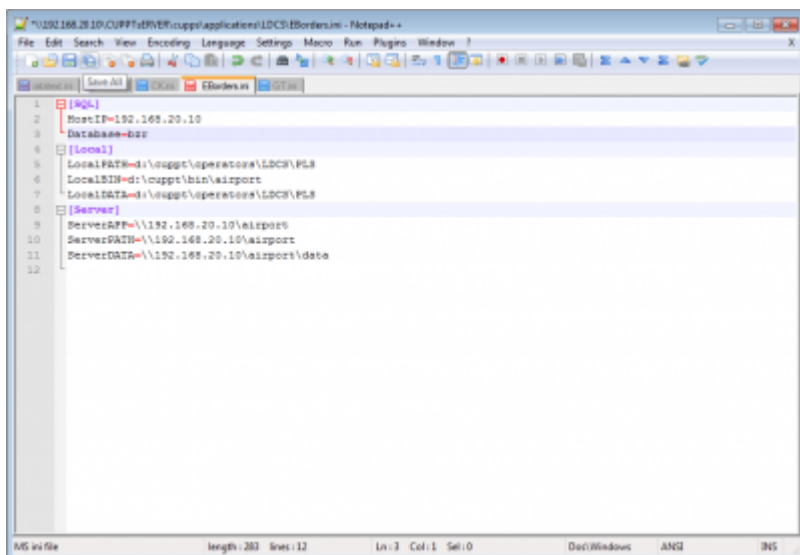 *\\192.168.20.10\CUPPTSERVER\cupps\applications\LDCS\EBorders.ini - Notepad++
File Edit Search View Encoding Language Settings Macro Run Plugins Window ?
X
Save All
CK.ini
EBorders.ini
GT.ini
1 [SQL]
2 HostIP=192.168.20.10
3 Database=bzr
4 [Local]
5 LocalPATH=d:\cuppt\operators\LDCS\PLS
6 LocalBIN=d:\cuppt\bin\airport
7 LocalDATA=d:\cuppt\operators\LDCS\PLS
8 [Server]
9 ServerAPP=\\192.168.20.10\airport
10 ServerPATH=\\192.168.20.10\airport
11 ServerDATA=\\192.168.20.10\airport\data
12
MS ini file length : 283 lines : 12 Ln : 3 Col : 1 Sel : 0 Dos\Windows ANSI INS